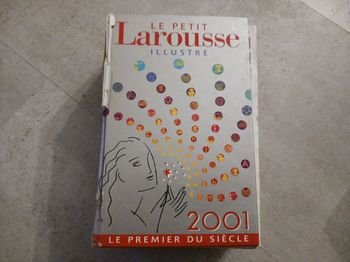 LE PETIT
Larousse
ILLUSTRÉ
2001
LE PREMIER DU SIÈCLE